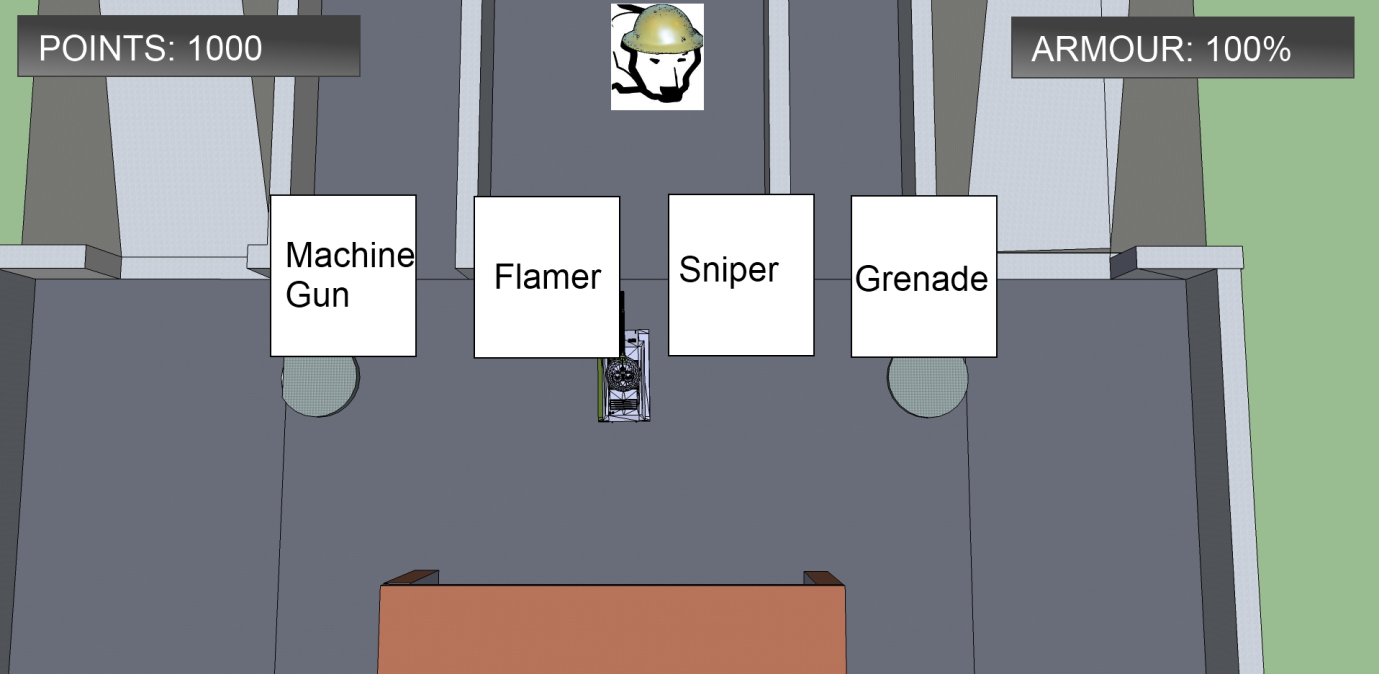 POINTS: 1000
ARMOUR: 100%
Machine
Gun
Flamer
Sniper
Grenade